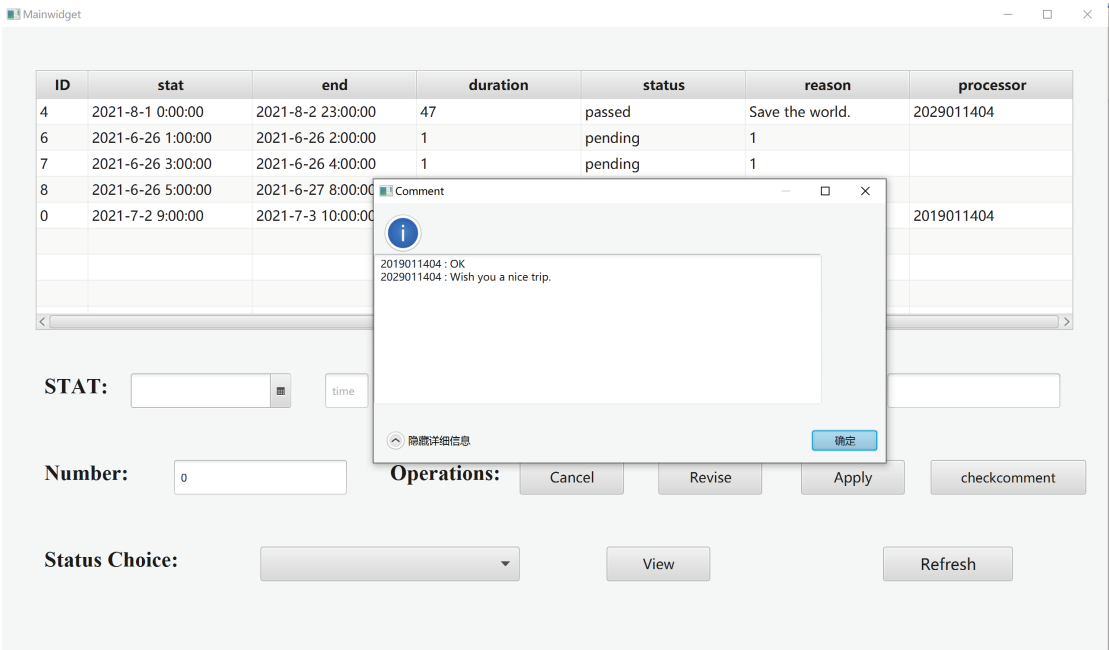 Mainwidget
ID stat end duration status reason processor
4 2021-8-1 0:00:00 2021-8-2 23:00:00 47 passed Save the world. 2029011404
6 2021-6-26 1:00:00 2021-6-26 2:00:00 1 pending 1
7 2021-6-26 3:00:00 2021-6-26 4:00:00 1 pending 1
8 2021-6-26 5:00:00 2021-6-27 8:00:00
0 2021-7-2 9:00:00 2021-7-3 10:00:00 2019011404
Comment
2019011404 : OK
2029011404 : Wish you a nice trip.
隐藏详细信息 确定
STAT: time
Number: 0 Operations: Cancel Revise Apply checkcomment
Status Choice: View Refresh